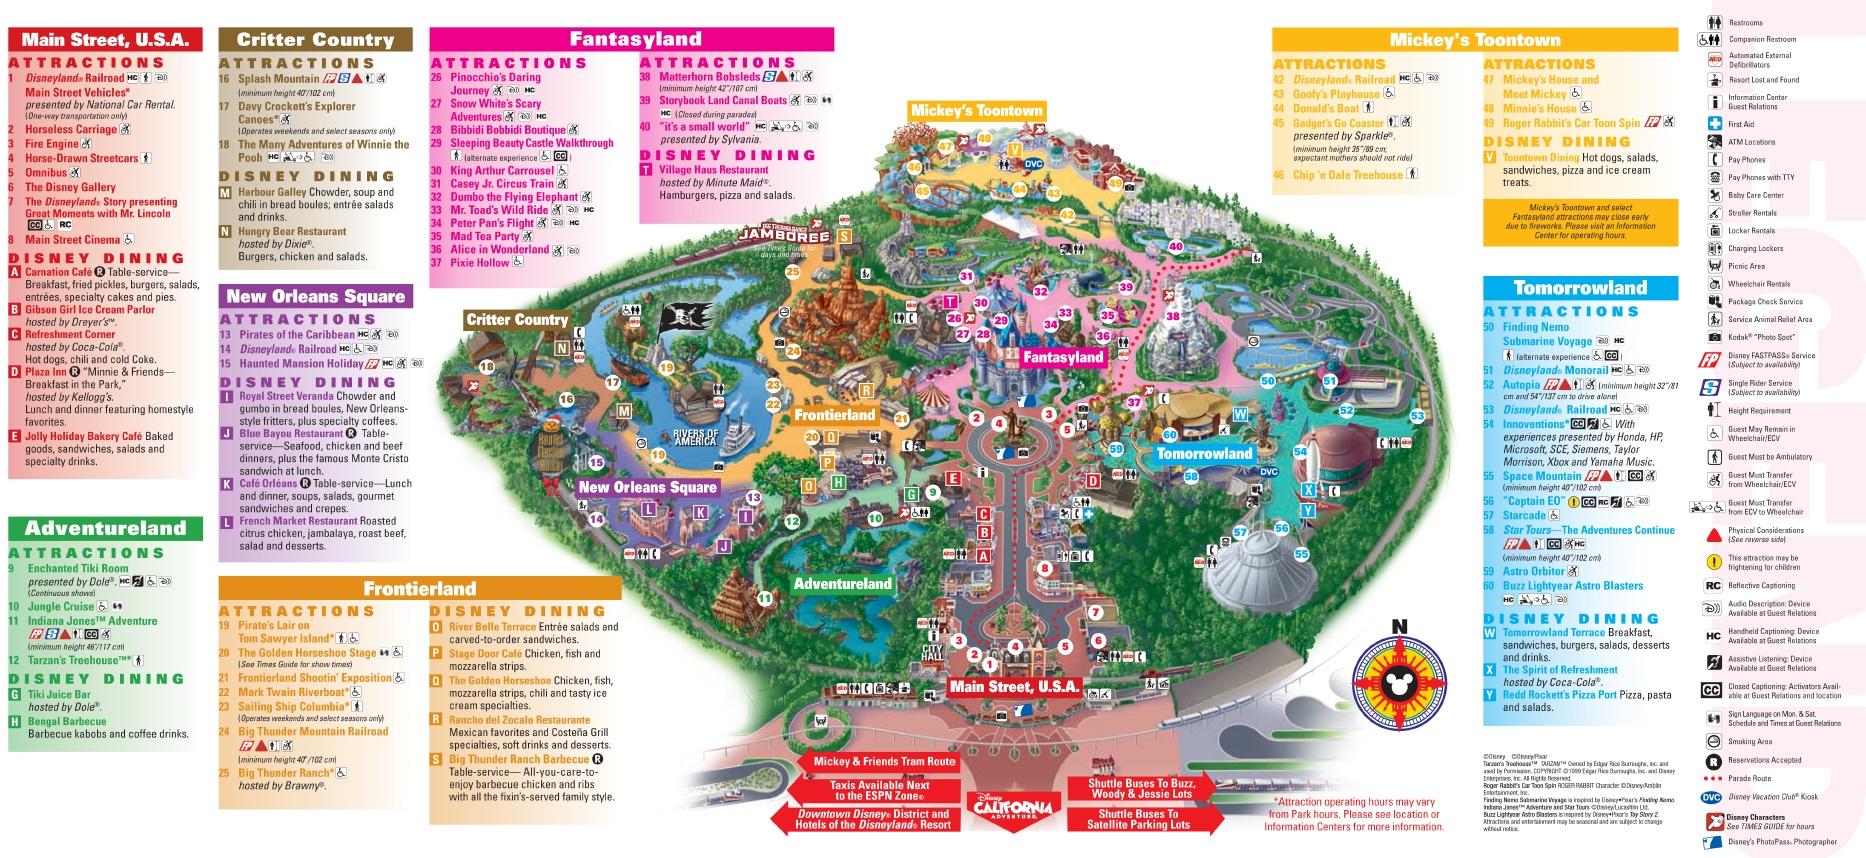 Main Street, U.S.A.
ATTRACTIONS
1 Disneyland® Railroad HC
Main Street Vehicles*
presented by National Car Rental.
(One-way transportation only)
2 Horseless Carriage
3 Fire Engine
4 Horse-Drawn Streetcars
5 Omnibus
6 The Disney Gallery
7 The Disneyland® Story presenting
Great Moments with Mr. Lincoln
CC RC
8 Main Street Cinema
DISNEY DINING
A Carnation Café R Table-service—
Breakfast, fried pickles, burgers, salads,
entrées, specialty cakes and pies.
B Gibson Girl Ice Cream Parlor
hosted by Dreyer's™.
C Refreshment Corner
hosted by Coca-Cola®.
Hot dogs, chili and cold Coke.
D Plaza Inn R "Minnie & Friends—
Breakfast in the Park,"
hosted by Kellogg's.
Lunch and dinner featuring homestyle
favorites.
E Jolly Holiday Bakery Café Baked
goods, sandwiches, salads and
specialty drinks.
Adventureland
ATTRACTIONS
9 Enchanted Tiki Room
presented by Dole®. HC
(Continuous shows)
10 Jungle Cruise
11 Indiana Jones™ Adventure
FP S CC
(minimum height 46"/117 cm)
12 Tarzan's Treehouse™*
DISNEY DINING
G Tiki Juice Bar
hosted by Dole®.
H Bengal Barbecue
Barbecue kabobs and coffee drinks.
Critter Country
ATTRACTIONS
16 Splash Mountain FP S
(minimum height 40"/102 cm)
17 Davy Crockett's Explorer
Canoes*
(Operates weekends and select seasons only)
18 The Many Adventures of Winnie the
Pooh HC
DISNEY DINING
M Harbour Galley Chowder, soup and
chili in bread boules; entrée salads
and drinks.
N Hungry Bear Restaurant
hosted by Dixie®.
Burgers, chicken and salads.
New Orleans Square
ATTRACTIONS
13 Pirates of the Caribbean HC
14 Disneyland® Railroad HC
15 Haunted Mansion Holiday FP HC
DISNEY DINING
I Royal Street Veranda Chowder and
gumbo in bread boules, New Orleans-
style fritters, plus specialty coffees.
J Blue Bayou Restaurant R Table-
service—Seafood, chicken and beef
dinners, plus the famous Monte Cristo
sandwich at lunch.
K Café Orléans R Table-service—Lunch
and dinner, soups, salads, gourmet
sandwiches and crepes.
L French Market Restaurant Roasted
citrus chicken, jambalaya, roast beef,
salad and desserts.
Frontierland
ATTRACTIONS
19 Pirate's Lair on
Tom Sawyer Island*
20 The Golden Horseshoe Stage
(See Times Guide for show times)
21 Frontierland Shootin' Exposition
22 Mark Twain Riverboat*
23 Sailing Ship Columbia*
(Operates weekends and select seasons only)
24 Big Thunder Mountain Railroad
FP
(minimum height 40"/102 cm)
25 Big Thunder Ranch*
hosted by Brawny®.
DISNEY DINING
O River Belle Terrace Entrée salads and
carved-to-order sandwiches.
P Stage Door Café Chicken, fish and
mozzarella strips.
Q The Golden Horseshoe Chicken, fish,
mozzarella strips, chili and tasty ice
cream specialties.
R Rancho del Zocalo Restaurante
Mexican favorites and Costeña Grill
specialties, soft drinks and desserts.
S Big Thunder Ranch Barbecue R
Table-service— All-you-care-to-
enjoy barbecue chicken and ribs
with all the fixin's-served family style.
Fantasyland
ATTRACTIONS
26 Pinocchio's Daring
Journey HC
27 Snow White's Scary
Adventures HC
28 Bibbidi Bobbidi Boutique
29 Sleeping Beauty Castle Walkthrough
(alternate experience CC)
30 King Arthur Carrousel
31 Casey Jr. Circus Train
32 Dumbo the Flying Elephant
33 Mr. Toad's Wild Ride HC
34 Peter Pan's Flight HC
35 Mad Tea Party
36 Alice in Wonderland
37 Pixie Hollow
ATTRACTIONS
38 Matterhorn Bobsleds S
(minimum height 42"/107 cm)
39 Storybook Land Canal Boats
HC (Closed during parades)
40 "it's a small world" HC
presented by Sylvania.
DISNEY DINING
T Village Haus Restaurant
hosted by Minute Maid®.
Hamburgers, pizza and salads.
Mickey's Toontown
ATTRACTIONS
42 Disneyland® Railroad HC
43 Goofy's Playhouse
44 Donald's Boat
45 Gadget's Go Coaster
presented by Sparkle®.
(minimum height 35"/89 cm;
expectant mothers should not ride)
46 Chip 'n Dale Treehouse
ATTRACTIONS
47 Mickey's House and
Meet Mickey
48 Minnie's House
49 Roger Rabbit's Car Toon Spin FP
DISNEY DINING
V Toontown Dining Hot dogs, salads,
sandwiches, pizza and ice cream
treats.
Mickey's Toontown and select
Fantasyland attractions may close early
due to fireworks. Please visit an Information
Center for operating hours.
Tomorrowland
ATTRACTIONS
50 Finding Nemo
Submarine Voyage HC
(alternate experience CC)
51 Disneyland® Monorail HC
52 Autopia FP (minimum height 32"/81
cm and 54"/137 cm to drive alone)
53 Disneyland® Railroad HC
54 Innoventions* CC With
experiences presented by Honda, HP,
Microsoft, SCE, Siemens, Taylor
Morrison, Xbox and Yamaha Music.
55 Space Mountain FP CC
(minimum height 40"/102 cm)
56 "Captain EO" CC RC
57 Starcade
58 Star Tours—The Adventures Continue
FP CC HC
(minimum height 40"/102 cm)
59 Astro Orbitor
60 Buzz Lightyear Astro Blasters
HC
DISNEY DINING
W Tomorrowland Terrace Breakfast,
sandwiches, burgers, salads, desserts
and drinks.
X The Spirit of Refreshment
hosted by Coca-Cola®.
Y Redd Rockett's Pizza Port Pizza, pasta
and salads.
Mickey's Toontown
BIG THUNDER RANCH
JAMBOREE
See Times Guide for
days and times
Critter Country
Fantasyland
Frontierland
RIVERS OF
AMERICA
Haunted
Mansion
Holiday
Tomorrowland
New Orleans Square
Adventureland
CITY
HALL
Main Street, U.S.A.
N
Mickey & Friends Tram Route
Taxis Available Next
to the ESPN Zone®
Downtown Disney® District and
Hotels of the Disneyland® Resort
Disney
CALIFORNIA
ADVENTURE
Shuttle Buses To Buzz,
Woody & Jessie Lots
Shuttle Buses To
Satellite Parking Lots
*Attraction operating hours may vary
from Park hours. Please see location or
Information Centers for more information.
Restrooms
Companion Restroom
AED Automated External
Defibrillators
Resort Lost and Found
Information Center
Guest Relations
First Aid
ATM Locations
Pay Phones
Pay Phones with TTY
Baby Care Center
Stroller Rentals
Locker Rentals
Charging Lockers
Picnic Area
Wheelchair Rentals
Package Check Service
Service Animal Relief Area
Kodak® "Photo Spot"
FP Disney FASTPASS® Service
(Subject to availability)
S Single Rider Service
(Subject to availability)
Height Requirement
Guest May Remain in
Wheelchair/ECV
Guest Must be Ambulatory
Guest Must Transfer
from Wheelchair/ECV
Guest Must Transfer
from ECV to Wheelchair
Physical Considerations
(See reverse side)
This attraction may be
frightening for children
RC Reflective Captioning
Audio Description: Device
Available at Guest Relations
HC Handheld Captioning: Device
Available at Guest Relations
Assistive Listening: Device
Available at Guest Relations
CC Closed Captioning: Activators Avail-
able at Guest Relations and location
Sign Language on Mon. & Sat.
Schedule and Times at Guest Relations
Smoking Area
R Reservations Accepted
Parade Route
DVC Disney Vacation Club® Kiosk
Disney Characters
See TIMES GUIDE for hours
Disney's PhotoPass® Photographer
©Disney ©Disney/Pixar
Tarzan's Treehouse™ TARZAN™ Owned by Edgar Rice Burroughs, Inc. and
used by Permission. COPYRIGHT ©1999 Edgar Rice Burroughs, Inc. and Disney
Enterprises, Inc. All Rights Reserved.
Roger Rabbit's Car Toon Spin ROGER RABBIT Character ©Disney/Amblin
Entertainment, Inc.
Finding Nemo Submarine Voyage is inspired by Disney•Pixar's Finding Nemo.
Indiana Jones™ Adventure and Star Tours ©Disney/Lucasfilm Ltd.
Buzz Lightyear Astro Blasters is inspired by Disney•Pixar's Toy Story 2.
Attractions and entertainment may be seasonal and are subject to change
without notice.